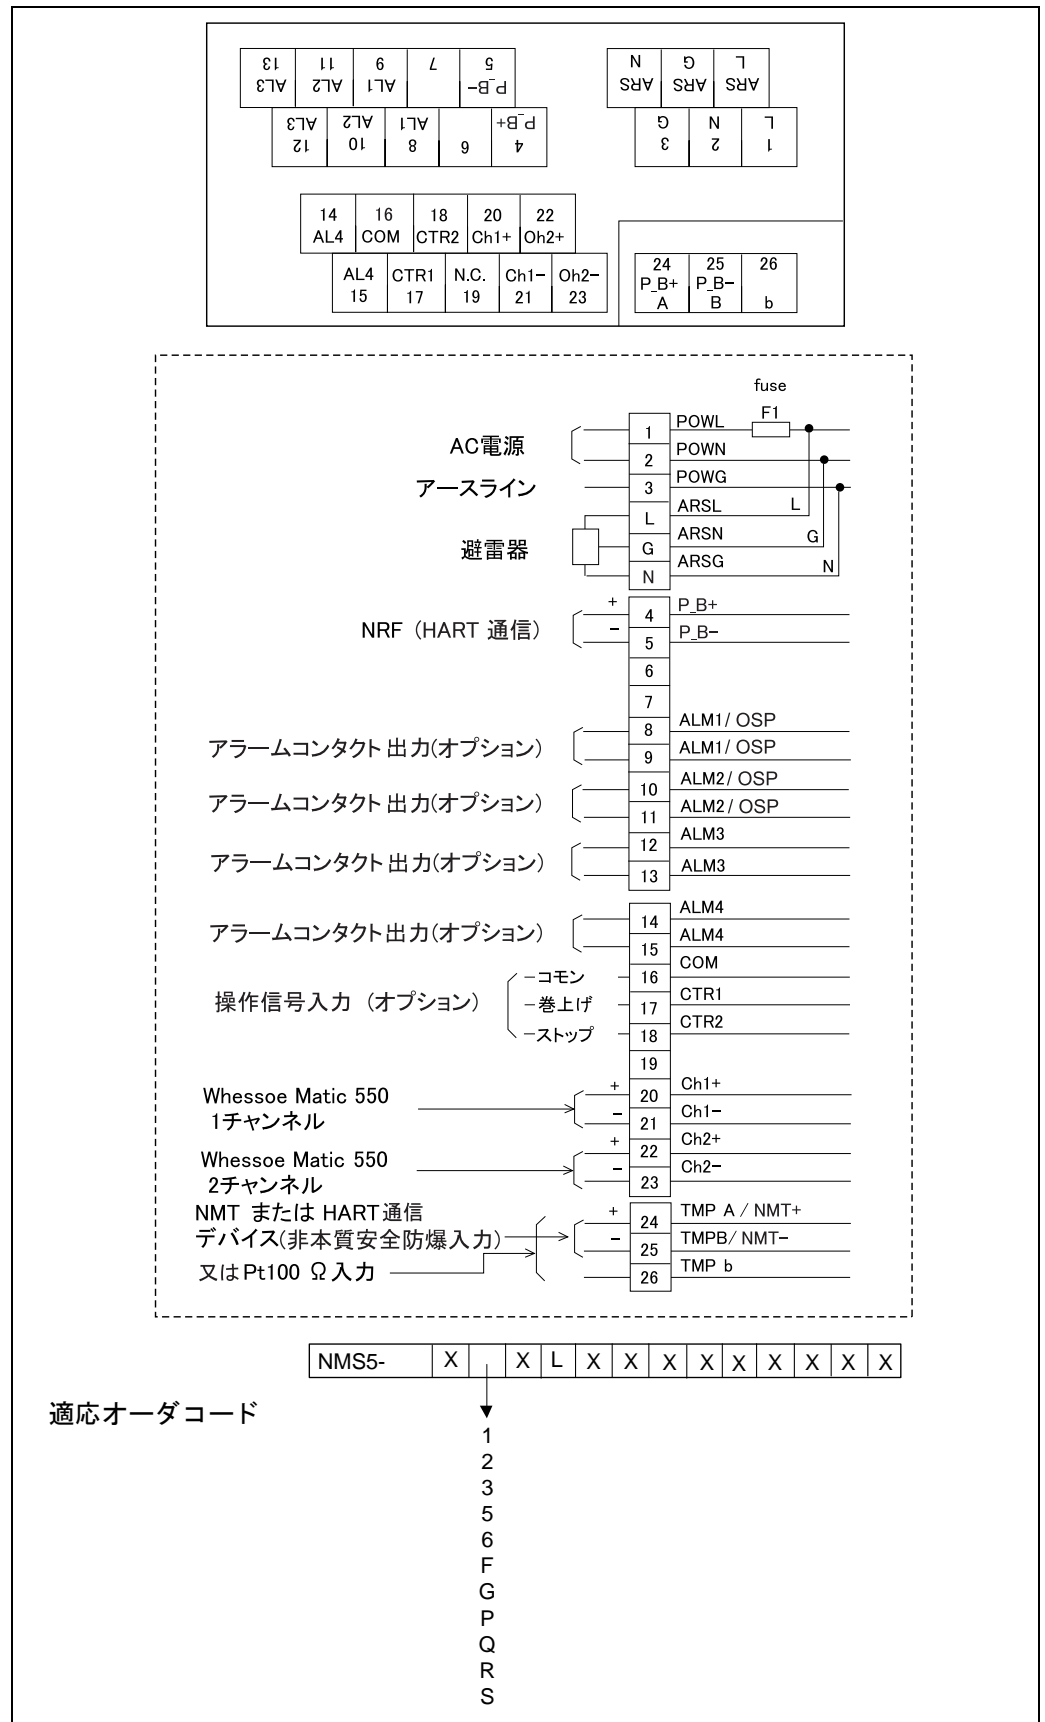 13 11 9 7 5
AL3 AL2 AL1 P_B-
AL3 AL2 AL1 P_B+
12 10 8 6 4
N G L
ARS ARS ARS
G N L
3 2 1
14 16 18 20 22
AL4 COM CTR2 Ch1+ Oh2+
AL4 CTR1 N.C. Ch1- Oh2-
15 17 19 21 23
24 25 26
P_B+ P_B-
A B b
fuse
AC電源 1 POWL F1
2 POWN
アースライン 3 POWG
L ARSL L
避雷器 G ARSN G
N ARSG N
NRF (HART 通信) + 4 P_B+
- 5 P_B-
6
7
アラームコンタクト出力(オプション) 8 ALM1/ OSP
9 ALM1/ OSP
アラームコンタクト出力(オプション) 10 ALM2/ OSP
11 ALM2/ OSP
アラームコンタクト出力(オプション) 12 ALM3
13 ALM3
アラームコンタクト出力(オプション) 14 ALM4
15 ALM4
操作信号入力 (オプション) -コモン 16 COM
-巻上げ 17 CTR1
-ストップ 18 CTR2
19
Whessoe Matic 550 + 20 Ch1+
1チャンネル - 21 Ch1-
Whessoe Matic 550 + 22 Ch2+
2チャンネル - 23 Ch2-
NMT または HART通信 + 24 TMP A / NMT+
デバイス(非本質安全防爆入力) - 25 TMPB/ NMT-
又はPt100 Ω入力 26 TMP b
NMS5- X X L X X X X X X X X X
適応オーダコード
1
2
3
5
6
F
G
P
Q
R
S